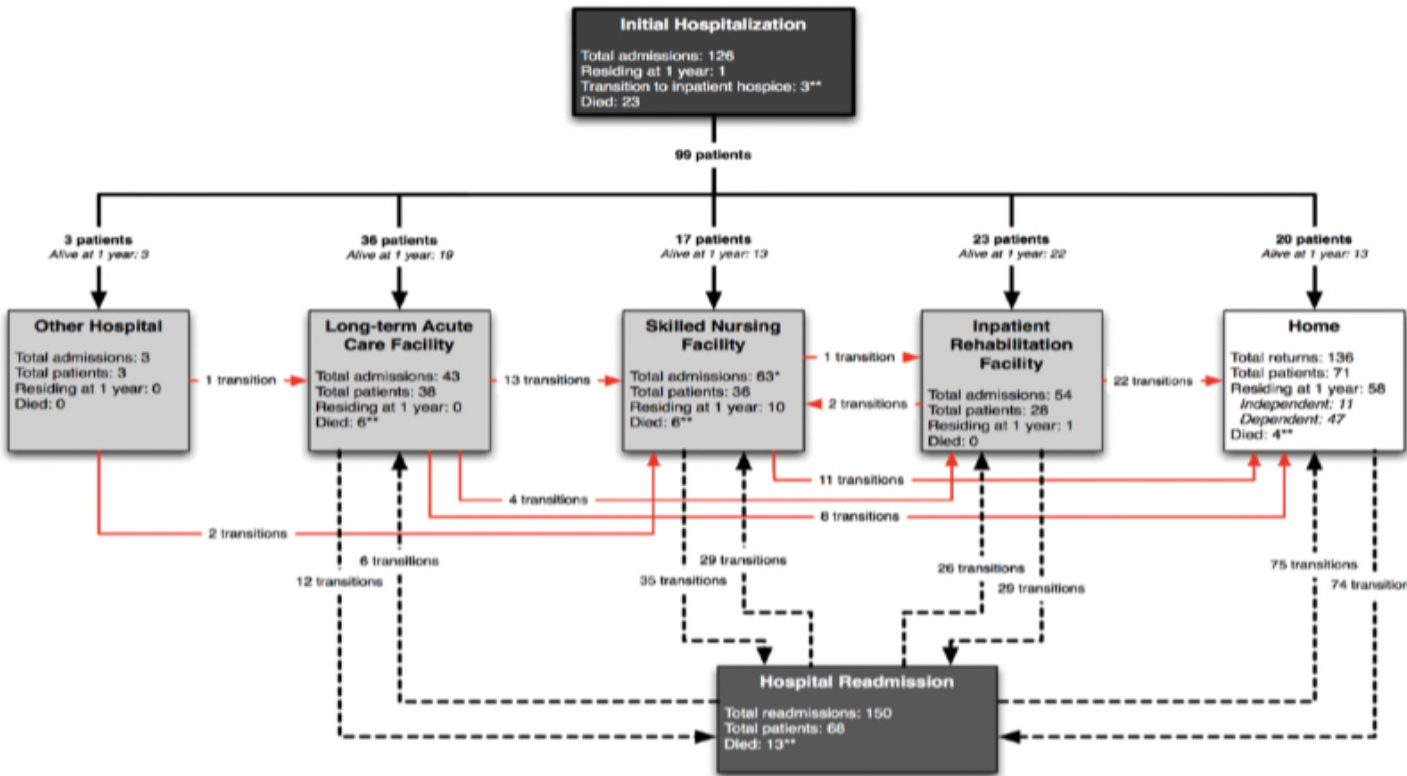 Initial Hospitalization
Total admissions: 126
Residing at 1 year: 1
Transition to inpatient hospice: 3**
Died: 23
99 patients
3 patients
Alive at 1 year: 3
36 patients
Alive at 1 year: 19
17 patients
Alive at 1 year: 13
23 patients
Alive at 1 year: 22
20 patients
Alive at 1 year: 13
Other Hospital
Total admissions: 3
Total patients: 3
Residing at 1 year: 0
Died: 0
1 transition
Long-term Acute
Care Facility
Total admissions: 43
Total patients: 38
Residing at 1 year: 0
Died: 6**
13 transitions
Skilled Nursing
Facility
Total admissions: 63*
Total patients: 36
Residing at 1 year: 10
Died: 6**
1 transition
2 transitions
Inpatient
Rehabilitation
Facility
Total admissions: 54
Total patients: 28
Residing at 1 year: 1
Died: 0
22 transitions
Home
Total returns: 136
Total patients: 71
Residing at 1 year: 58
Independent: 11
Dependent: 47
Died: 4**
11 transitions
4 transitions
6 transitions
2 transitions
6 transitions
12 transitions
29 transitions
35 transitions
26 transitions
29 transitions
75 transitions
74 transition
Hospital Readmission
Total readmissions: 150
Total patients: 68
Died: 13**